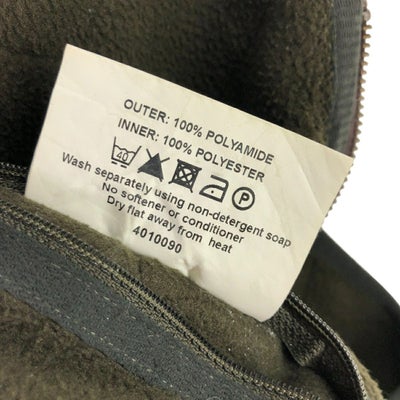 OUTER: 100% POLYAMIDE
INNER: 100% POLYESTER
40 P
Wash separately using non-detergent soap
No softener or conditioner
Dry flat away from heat
4010090